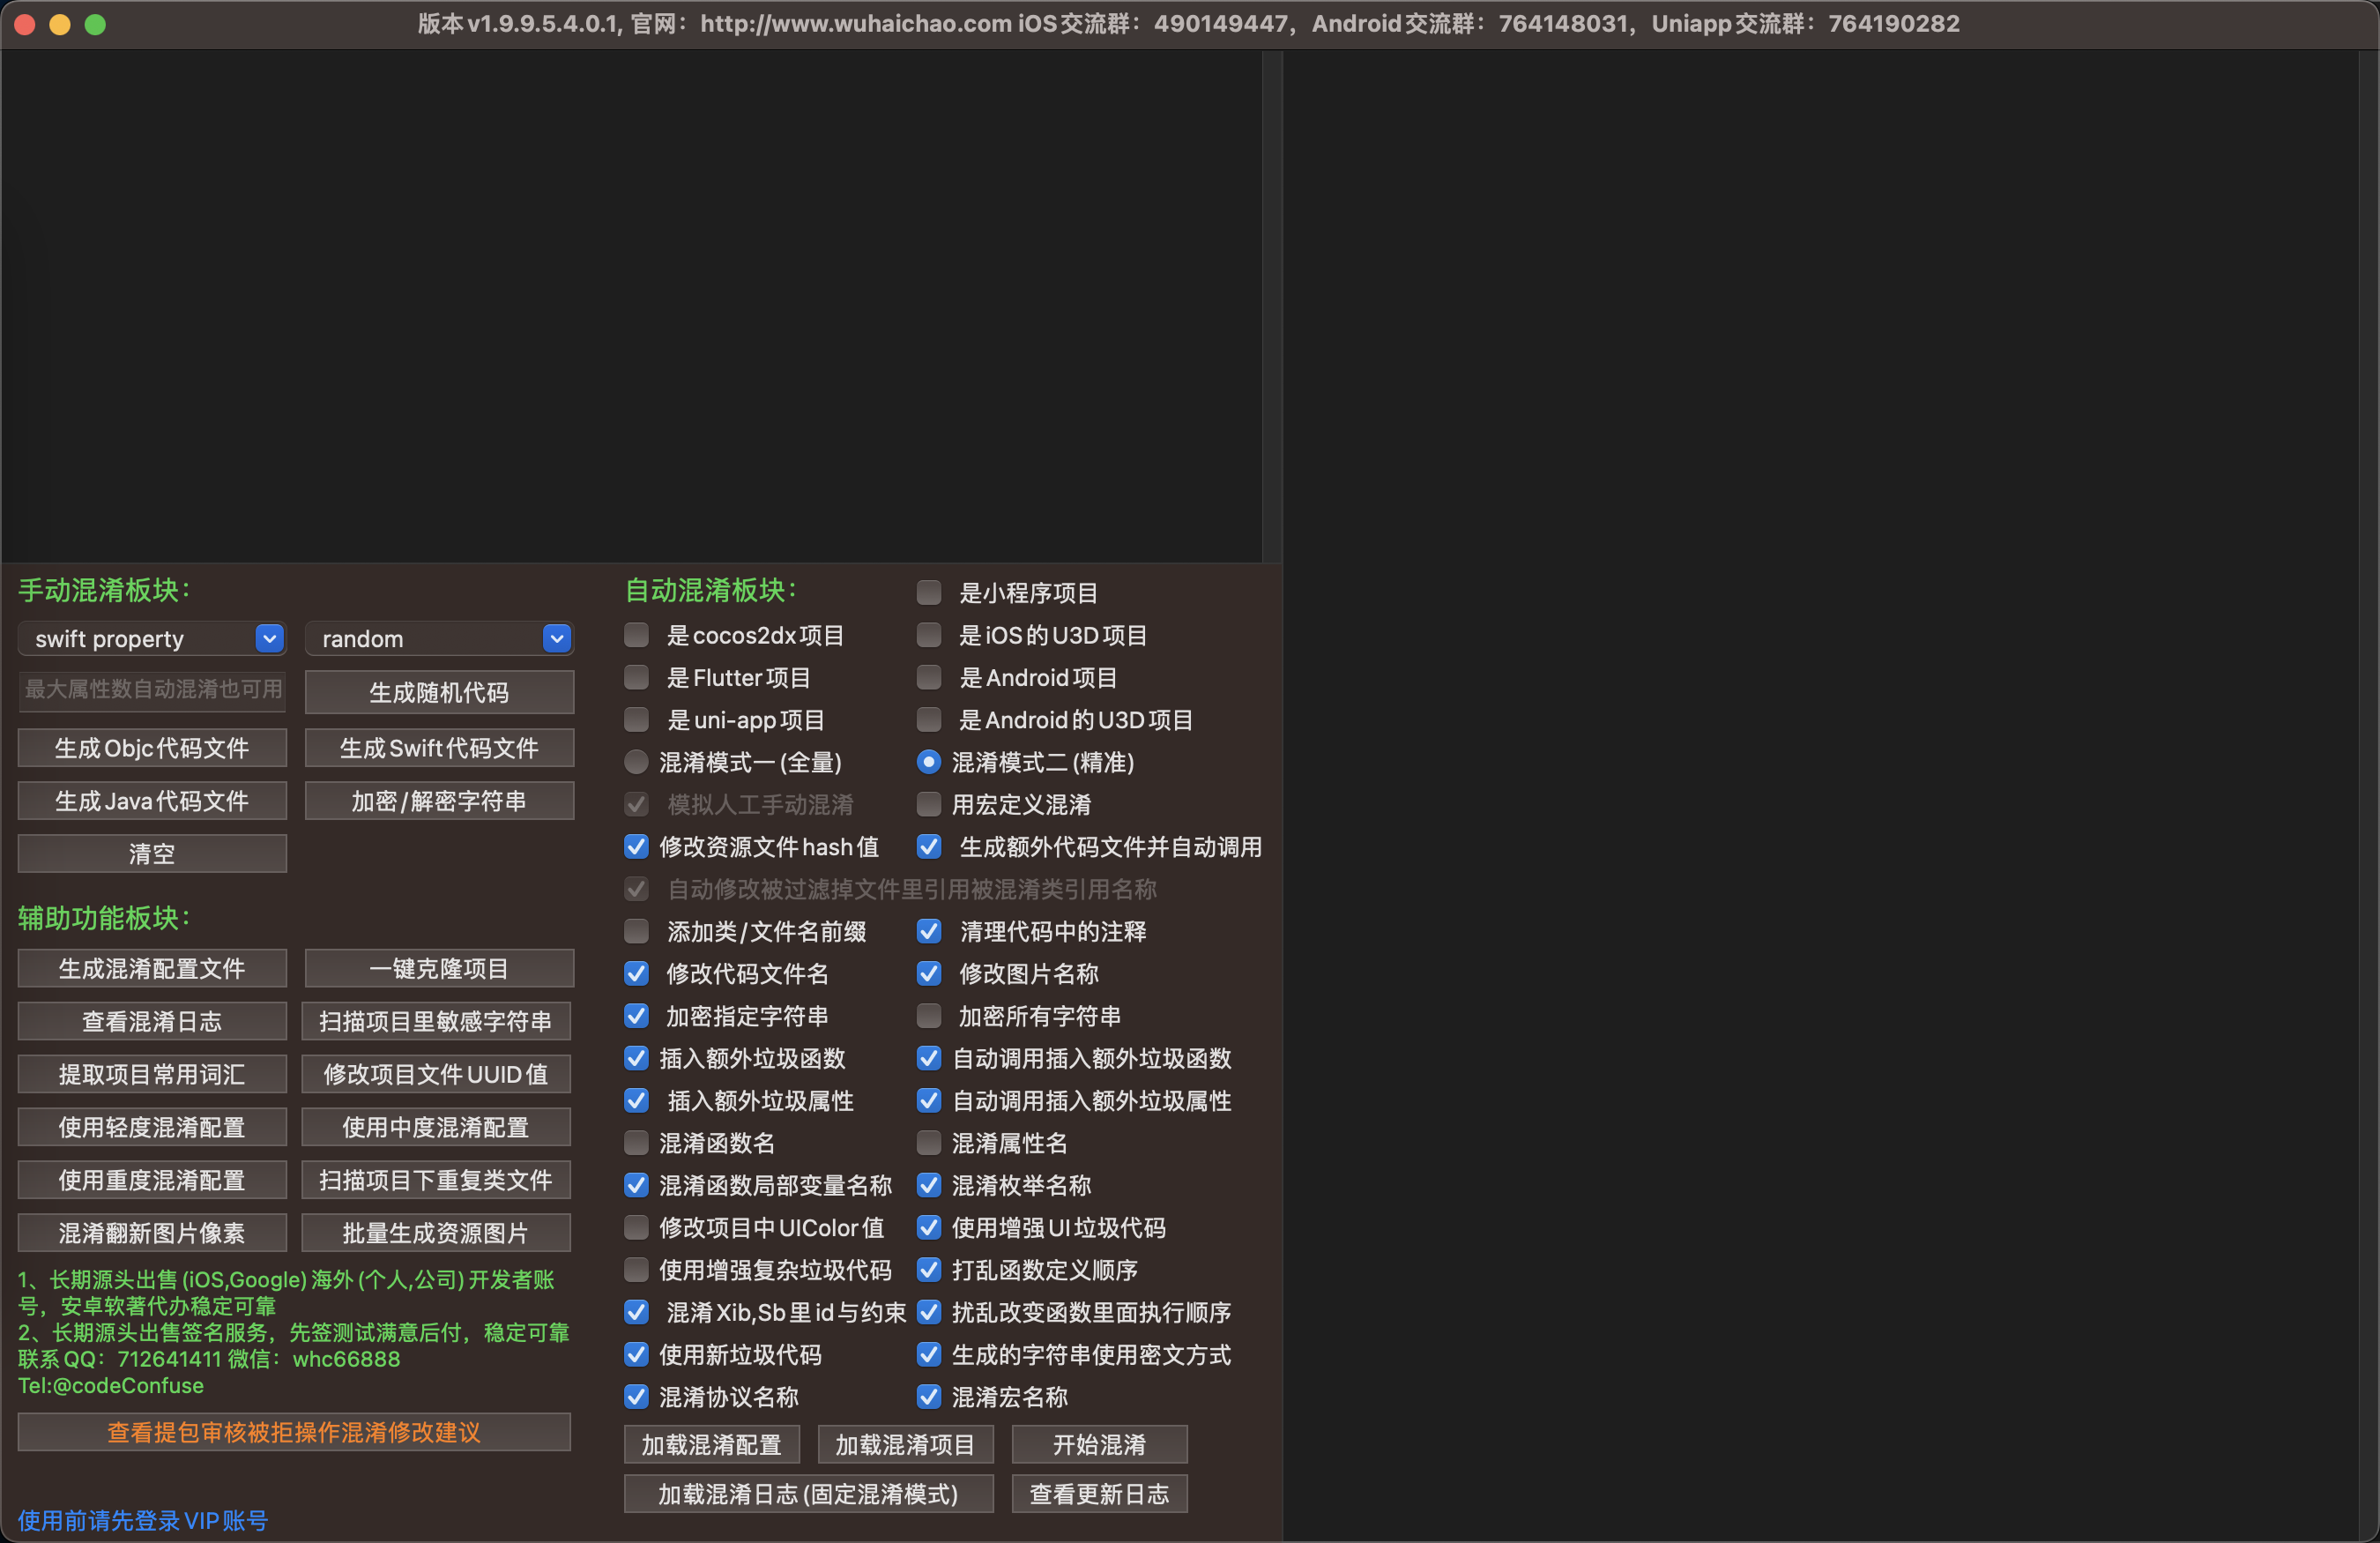 版本v1.9.9.5.4.0.1, 官网：http://www.wuhaichao.com iOS交流群：490149447，Android交流群：764148031，Uniapp交流群：764190282
手动混淆板块：
swift property random
最大属性数自动混淆也可用 生成随机代码
生成Objc代码文件 生成Swift代码文件
生成Java代码文件 加密/解密字符串
清空
辅助功能板块：
生成混淆配置文件 一键克隆项目
查看混淆日志 扫描项目里敏感字符串
提取项目常用词汇 修改项目文件UUID值
使用轻度混淆配置 使用中度混淆配置
使用重度混淆配置 扫描项目下重复类文件
混淆翻新图片像素 批量生成资源图片
1、长期源头出售(iOS,Google)海外(个人,公司)开发者账
号，安卓软著代办稳定可靠
2、长期源头出售签名服务，先签测试满意后付，稳定可靠
联系QQ：712641411 微信：whc66888
Tel:@codeConfuse
查看提包审核被拒操作混淆修改建议
使用前请先登录VIP账号
自动混淆板块： 是小程序项目
是cocos2dx项目 是iOS的U3D项目
是Flutter项目 是Android项目
是uni-app项目 是Android的U3D项目
混淆模式一(全量) 混淆模式二(精准)
模拟人工手动混淆 用宏定义混淆
修改资源文件hash值 生成额外代码文件并自动调用
自动修改被过滤掉文件里引用被混淆类引用名称
添加类/文件名前缀 清理代码中的注释
修改代码文件名 修改图片名称
加密指定字符串 加密所有字符串
插入额外垃圾函数 自动调用插入额外垃圾函数
插入额外垃圾属性 自动调用插入额外垃圾属性
混淆函数名 混淆属性名
混淆函数局部变量名称 混淆枚举名称
修改项目中UIColor值 使用增强UI垃圾代码
使用增强复杂垃圾代码 打乱函数定义顺序
混淆Xib,Sb里id与约束 扰乱改变函数里面执行顺序
使用新垃圾代码 生成的字符串使用密文方式
混淆协议名称 混淆宏名称
加载混淆配置 加载混淆项目 开始混淆
加载混淆日志(固定混淆模式) 查看更新日志